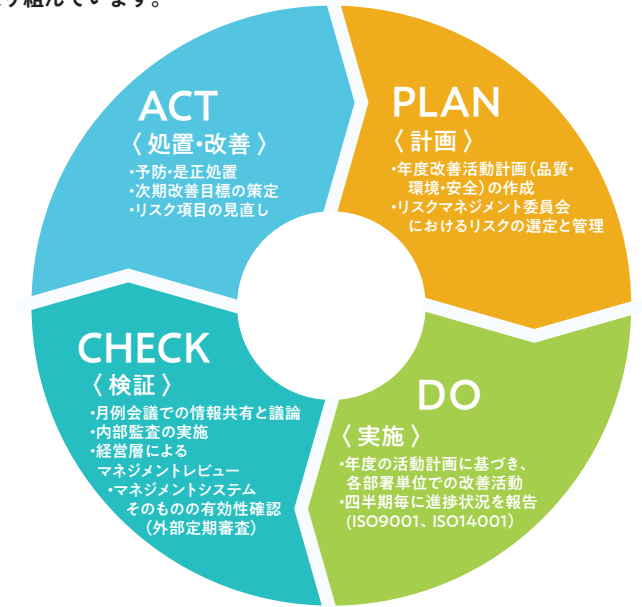 り組んでいます。
ACT
〈 処置・改善 〉
・予防・是正処置
・次期改善目標の策定
・リスク項目の見直し
PLAN
〈 計画 〉
・年度改善活動計画（品質・
環境・安全）の作成
・リスクマネジメント委員会
におけるリスクの選定と管理
DO
〈 実施 〉
・年度の活動計画に基づき、
各部署単位での改善活動
・四半期毎に進捗状況を報告
（ISO9001、ISO14001）
CHECK
〈 検証 〉
・月例会議での情報共有と議論
・内部監査の実施
・経営層による
マネジメントレビュー
・マネジメントシステム
そのものの有効性確認
（外部定期審査）